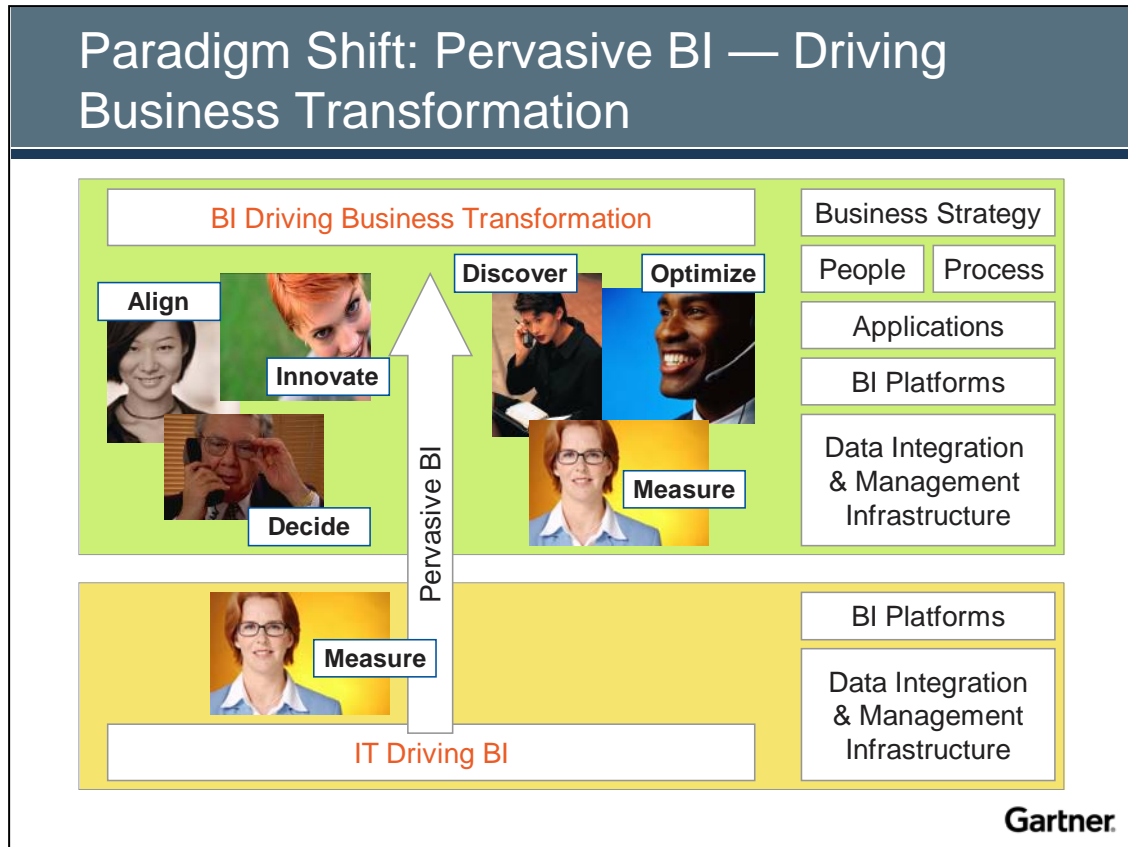 Paradigm Shift: Pervasive BI — Driving
Business Transformation
BI Driving Business Transformation
Align
Innovate
Decide
Discover
Optimize
Measure
Pervasive BI
Business Strategy
People
Process
Applications
BI Platforms
Data Integration
& Management
Infrastructure
Measure
IT Driving BI
BI Platforms
Data Integration
& Management
Infrastructure
Gartner.